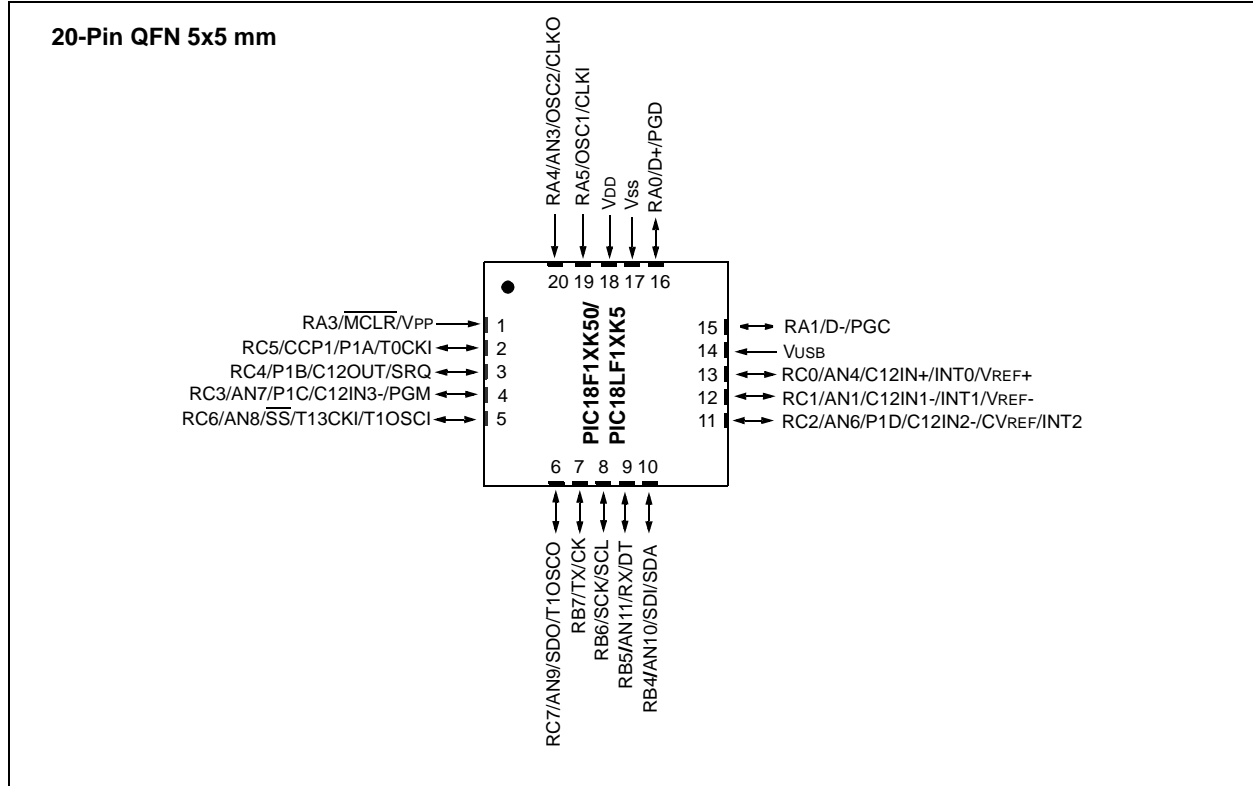 20-Pin QFN 5x5 mm
RA4/AN3/OSC2/CLKO
RA5/OSC1/CLKI
VDD
Vss
RA0/D+/PGD
20 19 18 17 16
RA3/MCLR/VPP 1
RC5/CCP1/P1A/T0CKI 2
RC4/P1B/C12OUT/SRQ 3
RC3/AN7/P1C/C12IN3-/PGM 4
RC6/AN8/SS/T13CKI/T1OSCI 5
PIC18F1XK50/
PIC18LF1XK5
15 RA1/D-/PGC
14 VUSB
13 RC0/AN4/C12IN+/INT0/VREF+
12 RC1/AN1/C12IN1-/INT1/VREF-
11 RC2/AN6/P1D/C12IN2-/CVREF/INT2
6 7 8 9 10
RC7/AN9/SDO/T1OSCO
RB7/TX/CK
RB6/SCK/SCL
RB5/AN11/RX/DT
RB4/AN10/SDI/SDA